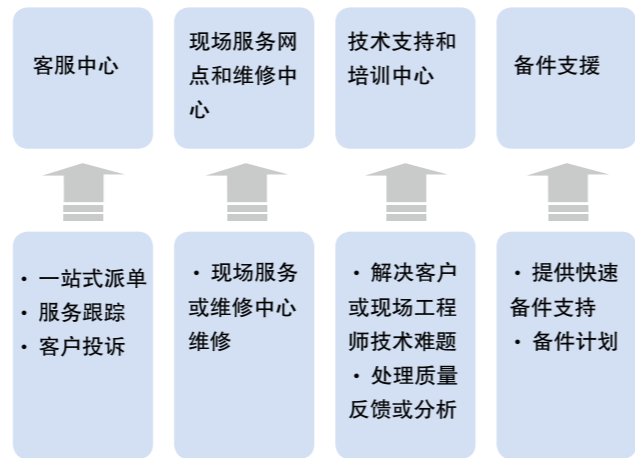 客服中心
现场服务网
点和维修中
心
技术支持和
培训中心
备件支援
· 一站式派单
· 服务跟踪
· 客户投诉
· 现场服务
或维修中心
维修
· 解决客户
或现场工程
师技术难题
· 处理质量
反馈或分析
· 提供快速
备件支持
· 备件计划